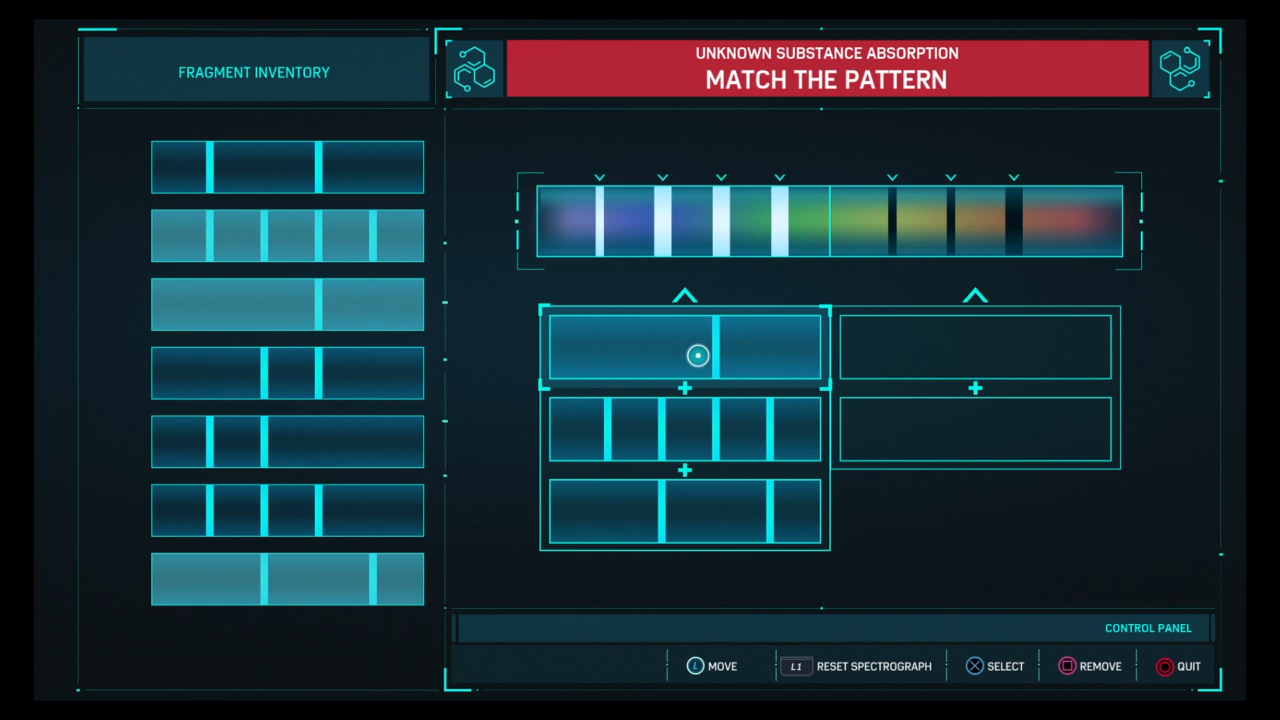 FRAGMENT INVENTORY
UNKNOWN SUBSTANCE ABSORPTION
MATCH THE PATTERN
CONTROL PANEL
L MOVE
L1 RESET SPECTROGRAPH
SELECT
REMOVE
QUIT